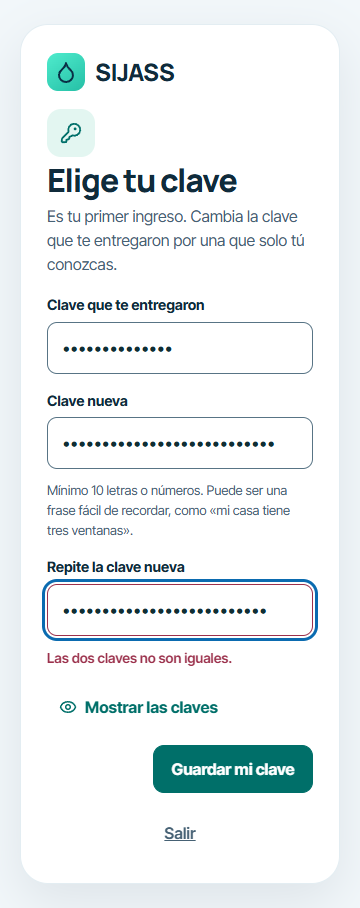 SIJASS
Elige tu clave
Es tu primer ingreso. Cambia la clave
que te entregaron por una que solo tú
conozcas.
Clave que te entregaron
••••••••••••••
Clave nueva
•••••••••••••••••••••••••••
Mínimo 10 letras o números. Puede ser una
frase fácil de recordar, como «mi casa tiene
tres ventanas».
Repite la clave nueva
••••••••••••••••••••••••••
Las dos claves no son iguales.
Mostrar las claves
Guardar mi clave
Salir